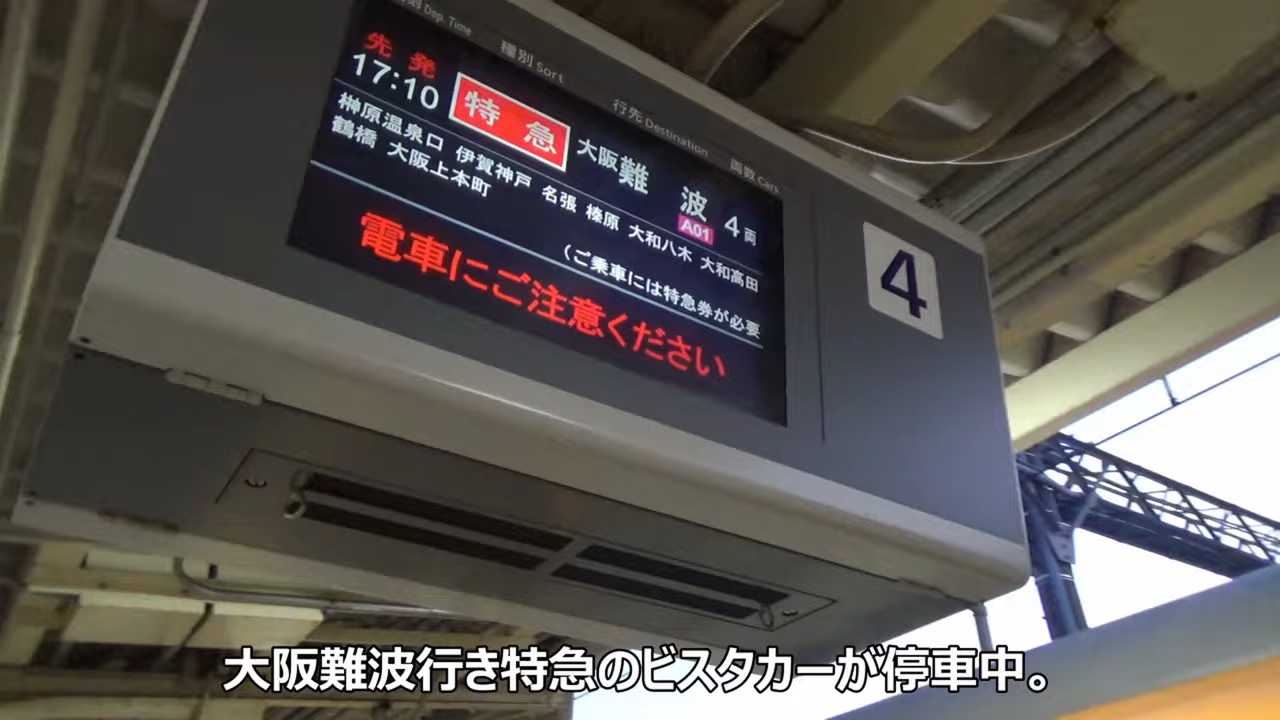 時刻 Dep. Time 種別 Sort 行先 Destination 両数 Cars
先発
17:10 特急 大阪難波 A01 4両
榊原温泉口 伊賀神戸 名張 榛原 大和八木 大和高田
鶴橋 大阪上本町
(ご乗車には特急券が必要
電車にご注意ください
4
大阪難波行き特急のビスタカーが停車中。